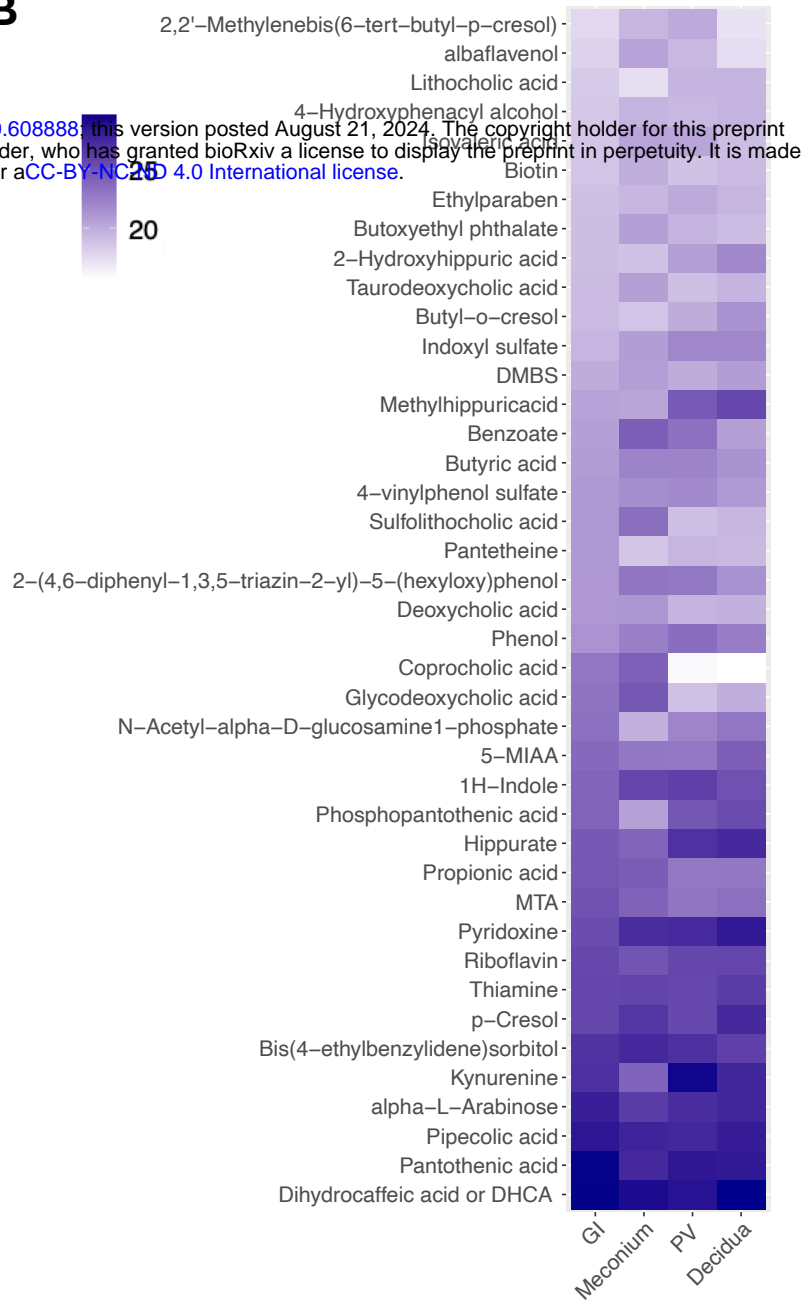 B
2,2'−Methylenebis(6−tert−butyl−p−cresol)
albaflavenol
Lithocholic acid
4−Hydroxyphenacyl alcohol
.608888; this version posted August 21, 2024. The copyright holder for this preprint
Isovaleric acid
der, who has granted bioRxiv a license to display the preprint in perpetuity. It is made
Biotin
r aCC-BY-NC-ND 4.0 International license.
25
Ethylparaben
Butoxyethyl phthalate
20
2−Hydroxyhippuric acid
Taurodeoxycholic acid
Butyl−o−cresol
Indoxyl sulfate
DMBS
Methylhippuricacid
Benzoate
Butyric acid
4−vinylphenol sulfate
Sulfolithocholic acid
Pantetheine
2−(4,6−diphenyl−1,3,5−triazin−2−yl)−5−(hexyloxy)phenol
Deoxycholic acid
Phenol
Coprocholic acid
Glycodeoxycholic acid
N−Acetyl−alpha−D−glucosamine1−phosphate
5−MIAA
1H−Indole
Phosphopantothenic acid
Hippurate
Propionic acid
MTA
Pyridoxine
Riboflavin
Thiamine
p−Cresol
Bis(4−ethylbenzylidene)sorbitol
Kynurenine
alpha−L−Arabinose
Pipecolic acid
Pantothenic acid
Dihydrocaffeic acid or DHCA
GI
Meconium
PV
Decidua